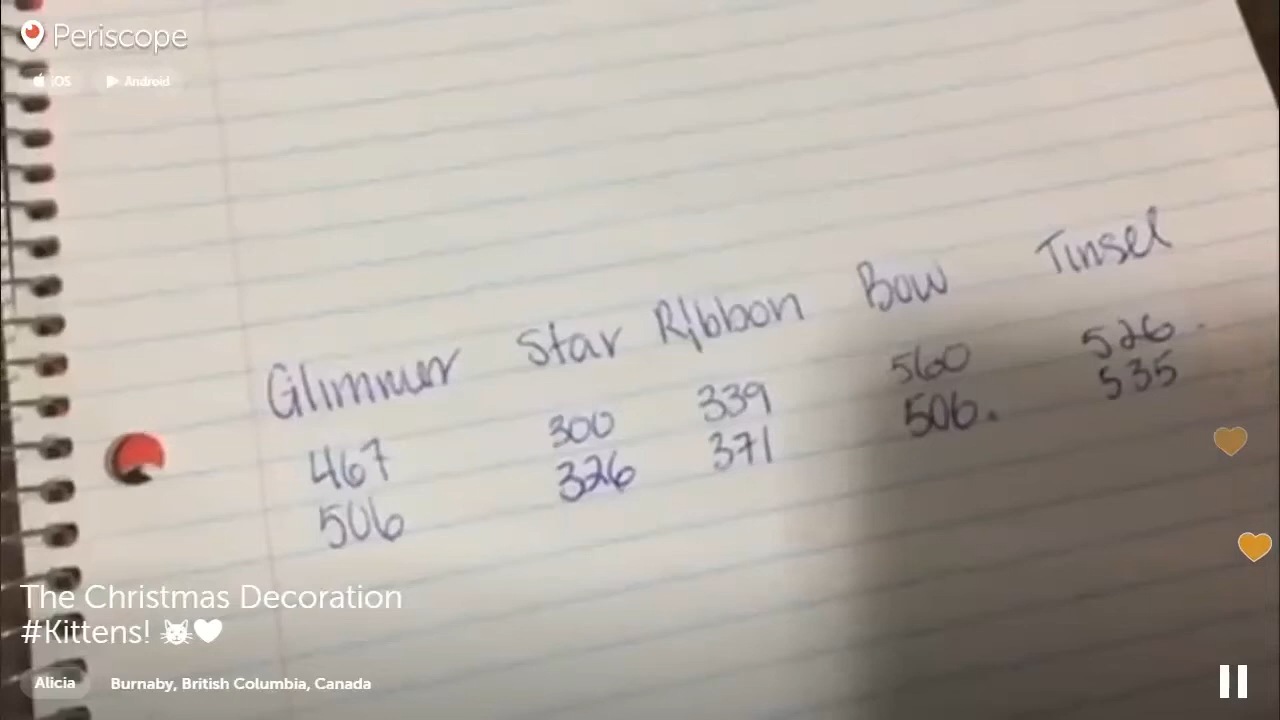 Periscope
iOS Android
Glimmer Star Ribbon Bow Tinsel
467 300 339 560 526.
506 326 371 506. 535
The Christmas Decoration
#Kittens! 😺🤍
Alicia Burnaby, British Columbia, Canada